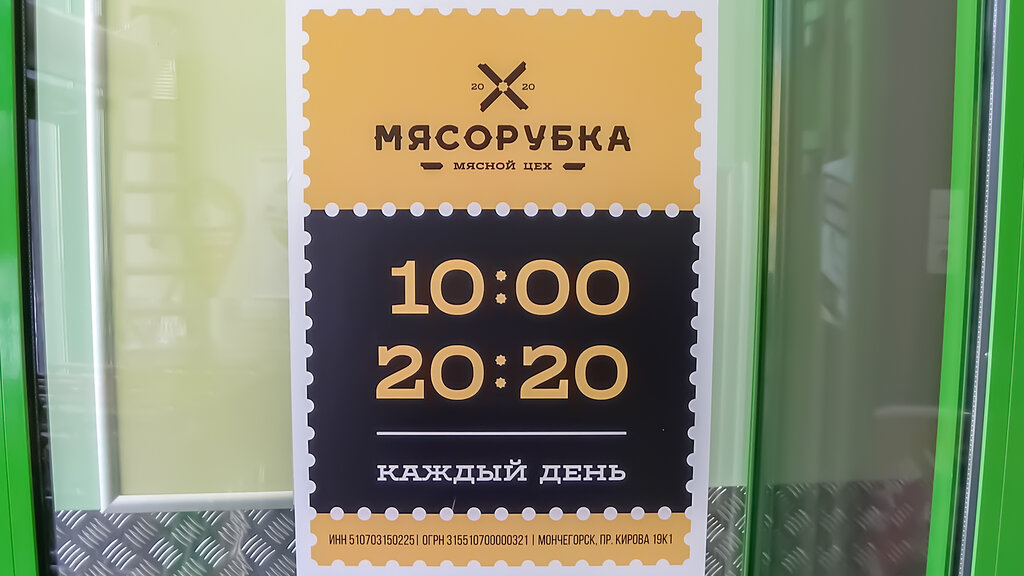 20 20
МЯСОРУБКА
МЯСНОЙ ЦЕХ
10:00
20:20
КАЖДЫЙ ДЕНЬ
ИНН 510703150225 | ОГРН 315510700000321 | МОНЧЕГОРСК, ПР. КИРОВА 19К1